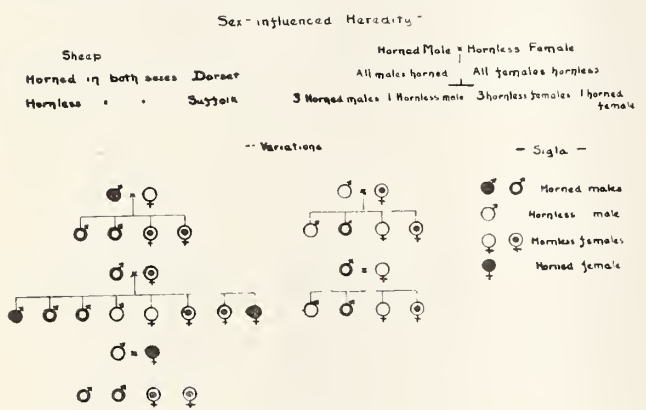 Sex-influenced Heredity-
Sheap
Horned in both sexes Dorset
Hornless " " Suffolk
Horned Male × Hornless Female
All males horned All females hornless
3 Horned males 1 Hornless male 3 hornless females 1 horned female
-- Variations
- Sigla -
Horned males
Hornless male
Hornless females
Horned female